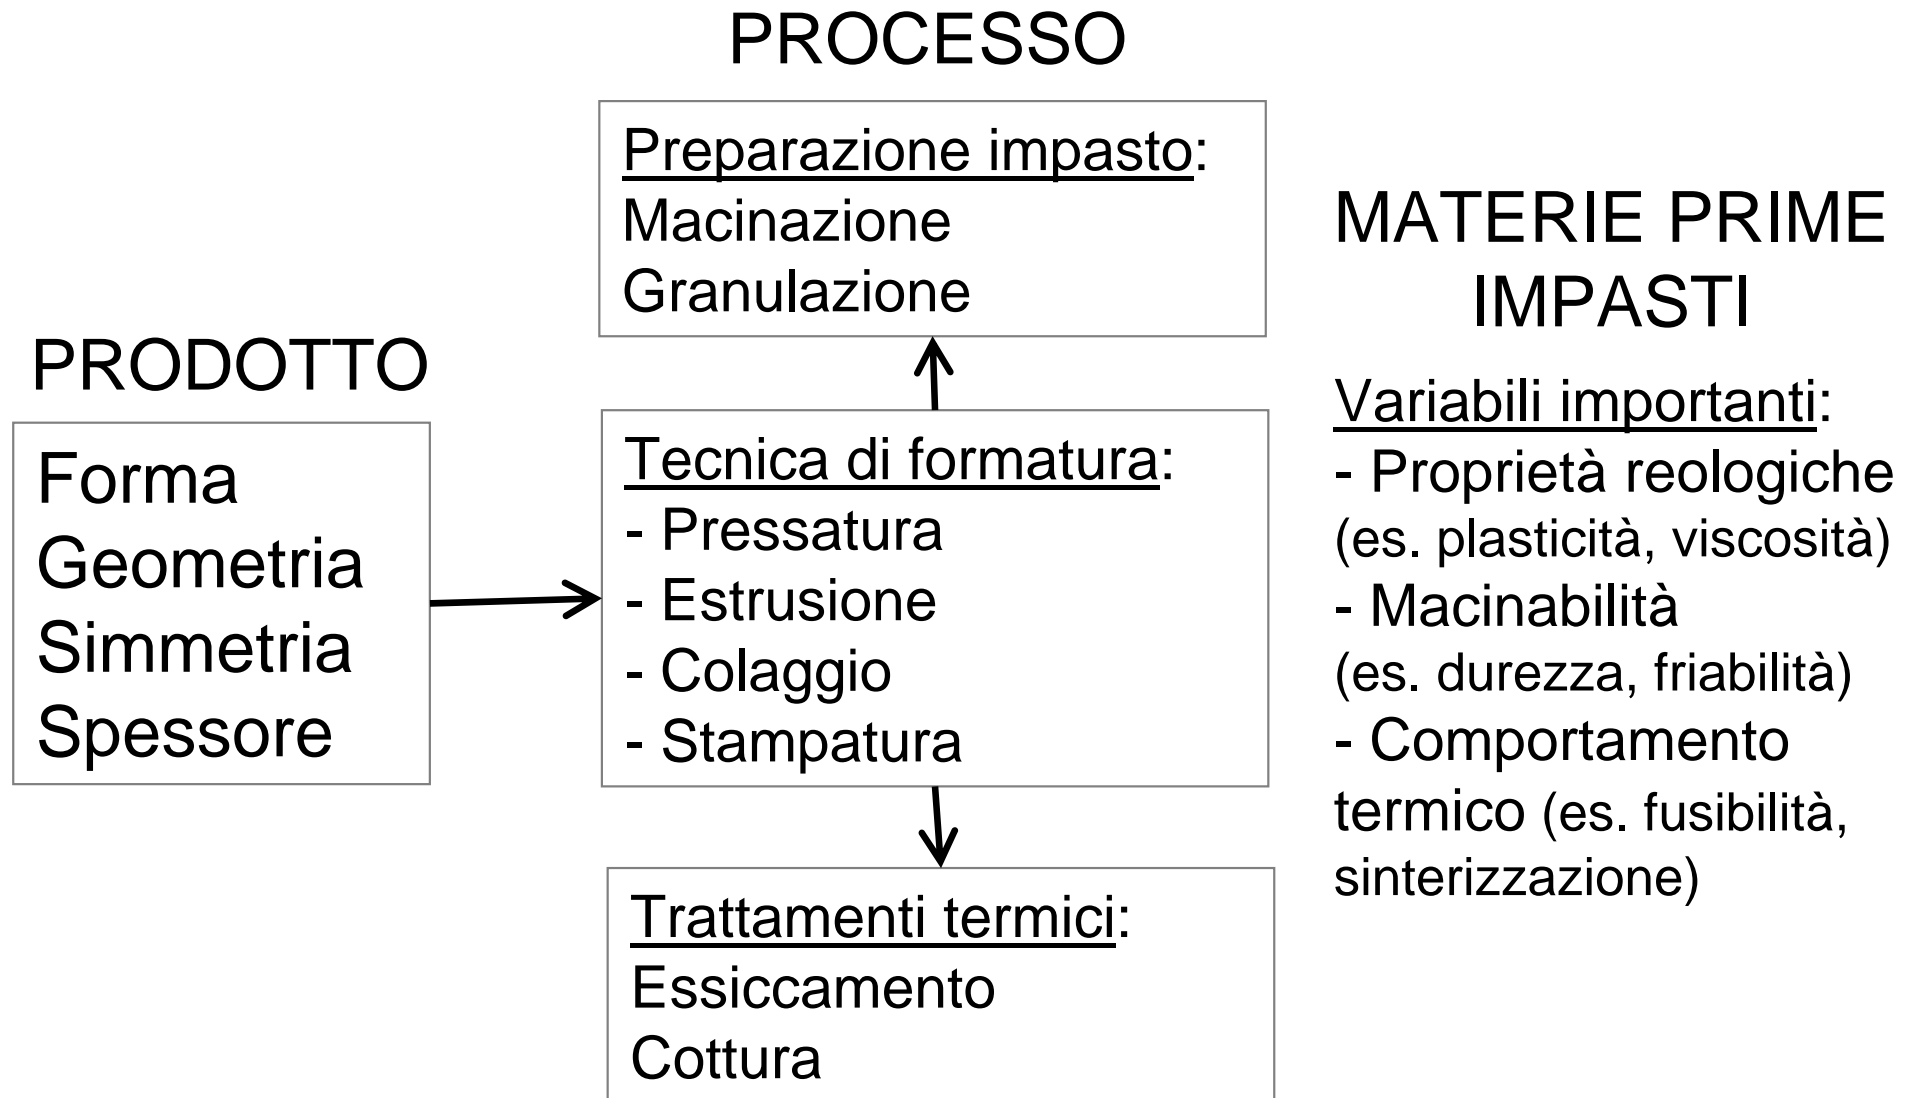 PROCESSO
Preparazione impasto:
Macinazione
Granulazione
PRODOTTO
Forma
Geometria
Simmetria
Spessore
Tecnica di formatura:
- Pressatura
- Estrusione
- Colaggio
- Stampatura
Trattamenti termici:
Essiccamento
Cottura
MATERIE PRIME
IMPASTI
Variabili importanti:
- Proprietà reologiche
(es. plasticità, viscosità)
- Macinabilità
(es. durezza, friabilità)
- Comportamento
termico (es. fusibilità,
sinterizzazione)